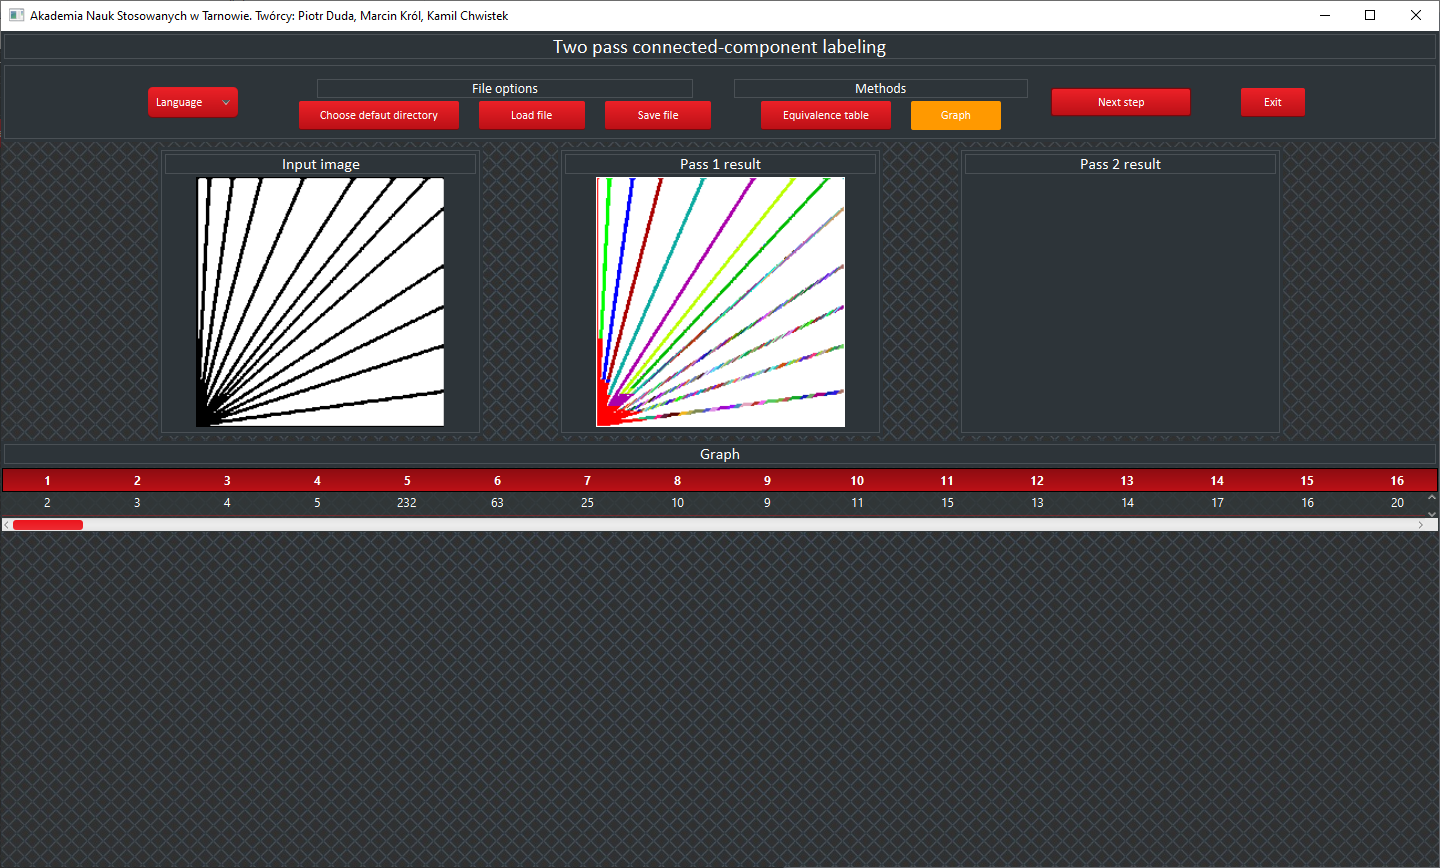 Akademia Nauk Stosowanych w Tarnowie. Twórcy: Piotr Duda, Marcin Król, Kamil Chwistek
Two pass connected-component labeling
File options
Methods
Language
Choose defaut directory
Load file
Save file
Equivalence table
Graph
Next step
Exit
Input image
Pass 1 result
Pass 2 result
Graph
1 2 3 4 5 6 7 8 9 10 11 12 13 14 15 16
2 3 4 5 232 63 25 10 9 11 15 13 14 17 16 20